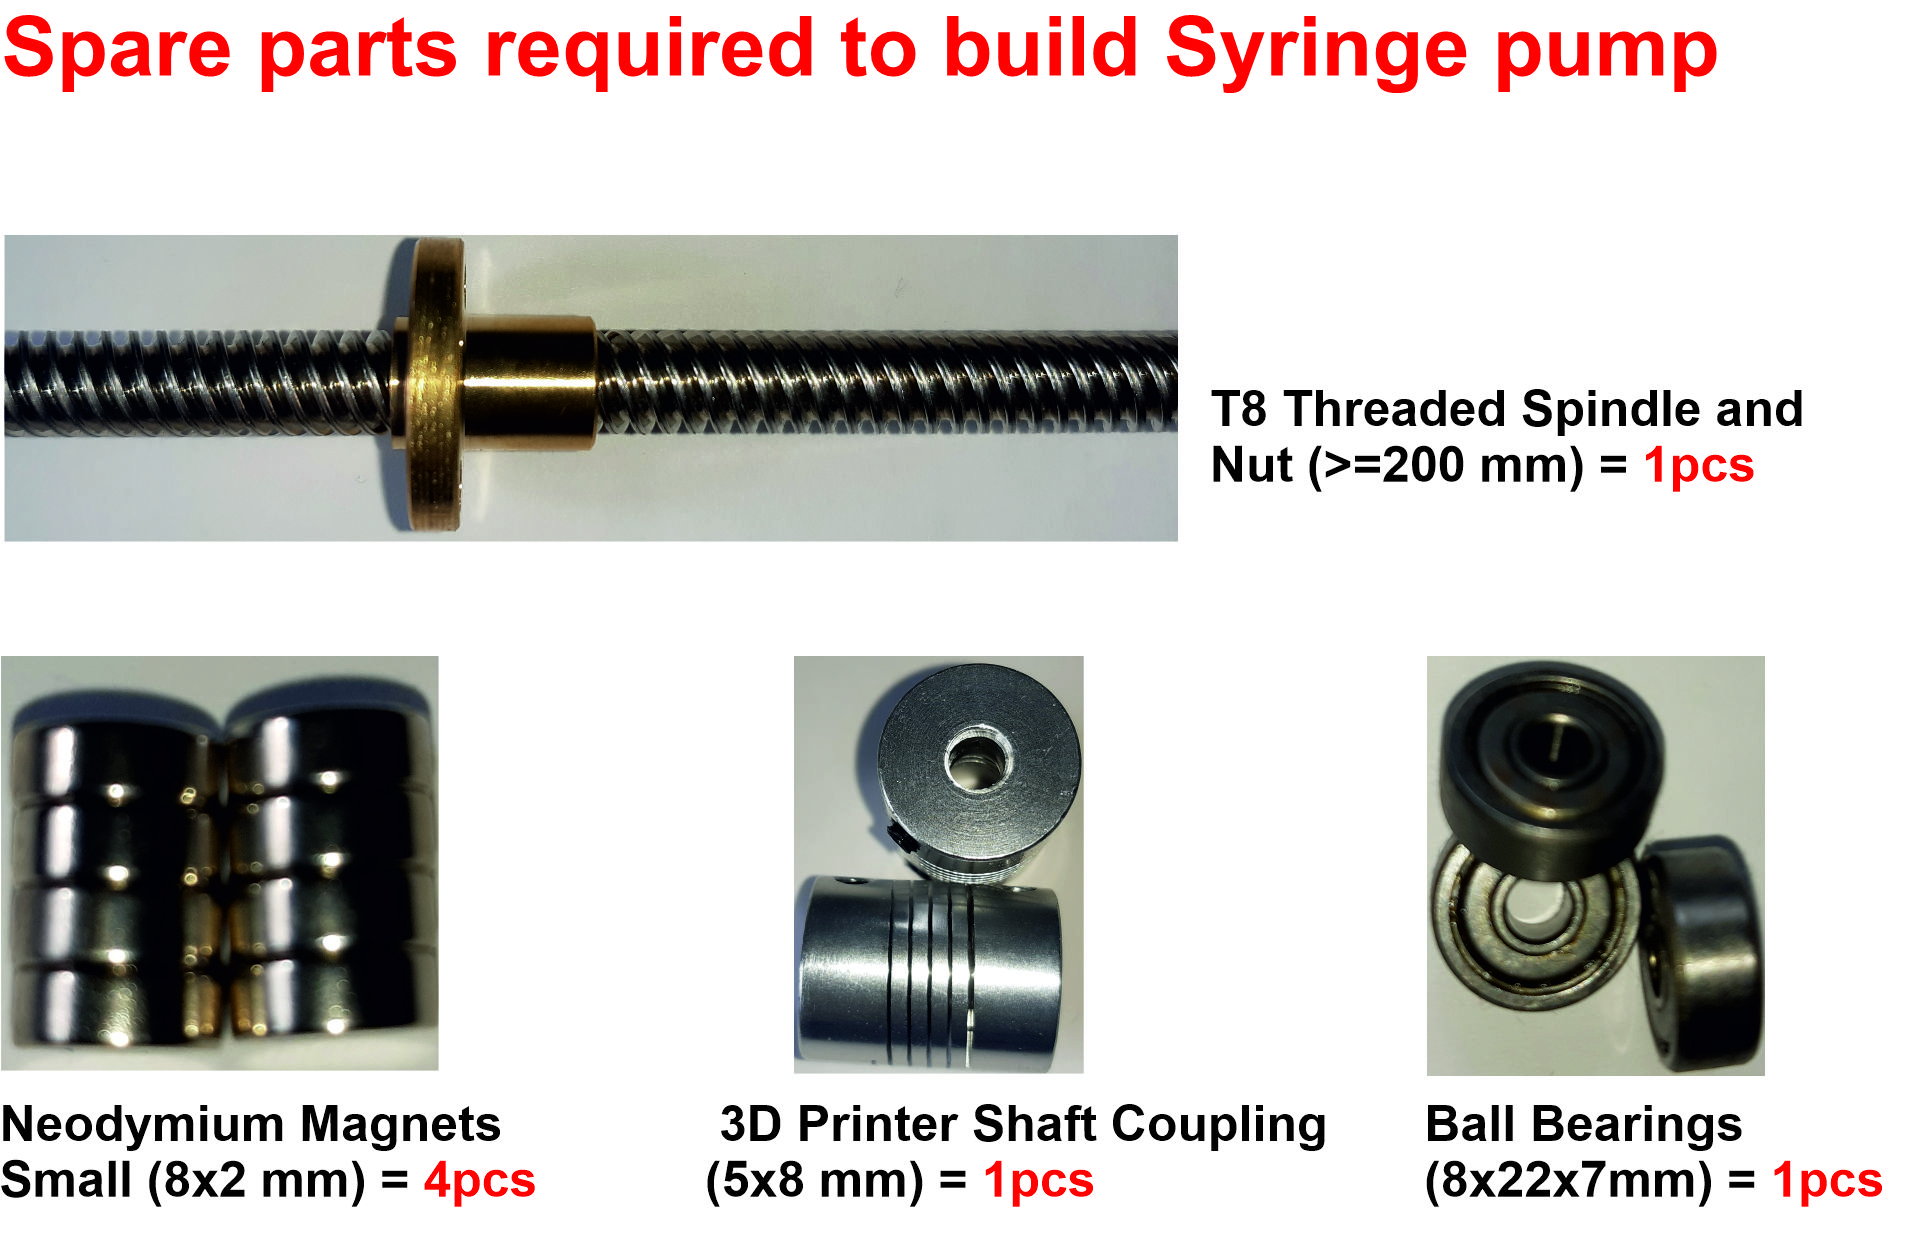 Spare parts required to build Syringe pump
T8 Threaded Spindle and
Nut (>=200 mm) = 1pcs
Neodymium Magnets
Small (8x2 mm) = 4pcs
3D Printer Shaft Coupling
(5x8 mm) = 1pcs
Ball Bearings
(8x22x7mm) = 1pcs